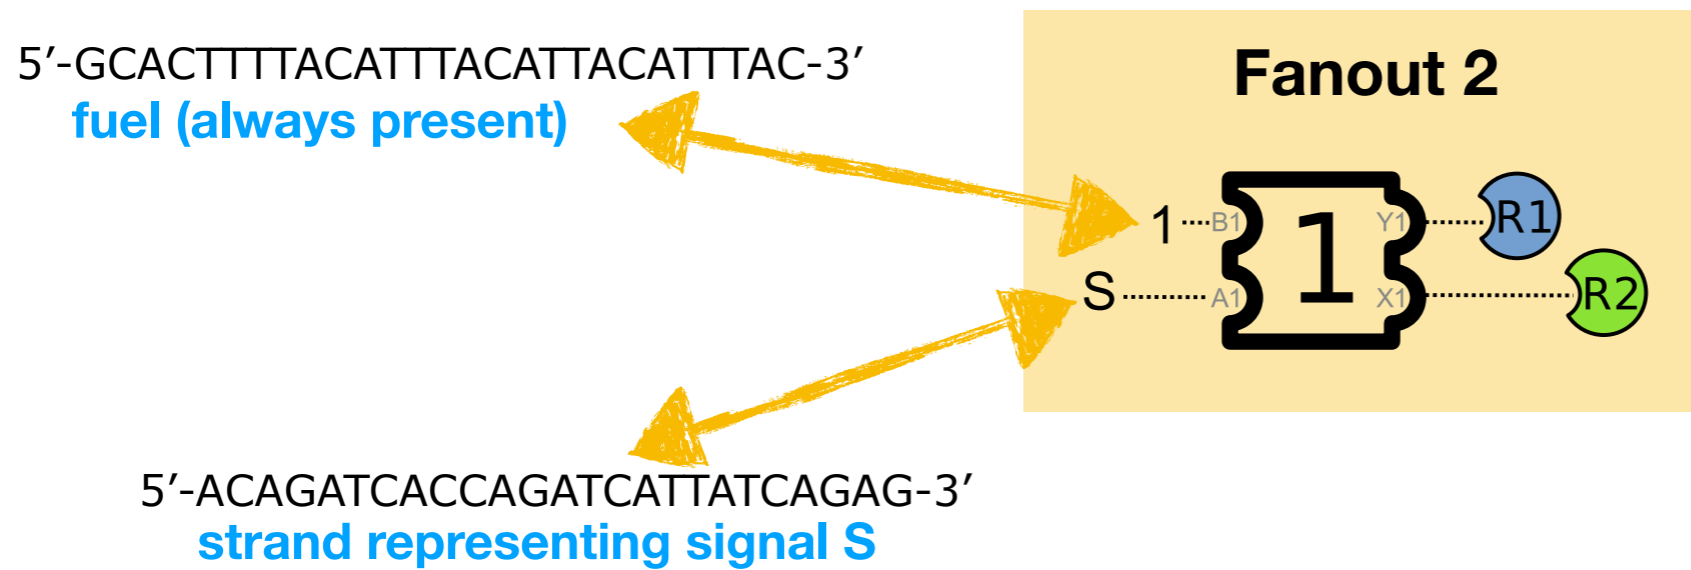 5′-GCACTTTTACATTTACATTACATTTAC-3′
fuel (always present)
Fanout 2
1 B1 1 Y1 R1
S A1 X1 R2
5′-ACAGATCACCAGATCATTATCAGAG-3′
strand representing signal S